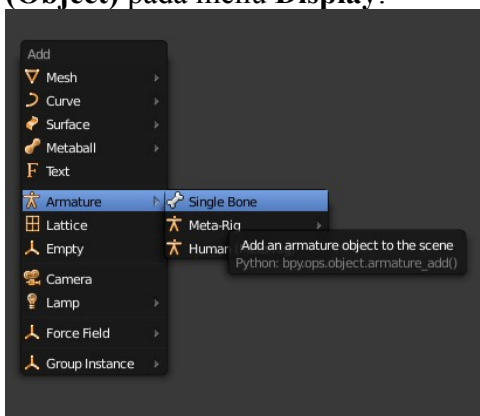 (Object) pada menu Display.
Add
Mesh
Curve
Surface
Metaball
Text
Armature
Single Bone
Lattice
Meta-Rig
Empty
Human
Add an armature object to the scene
Python: bpy.ops.object.armature_add()
Camera
Lamp
Force Field
Group Instance